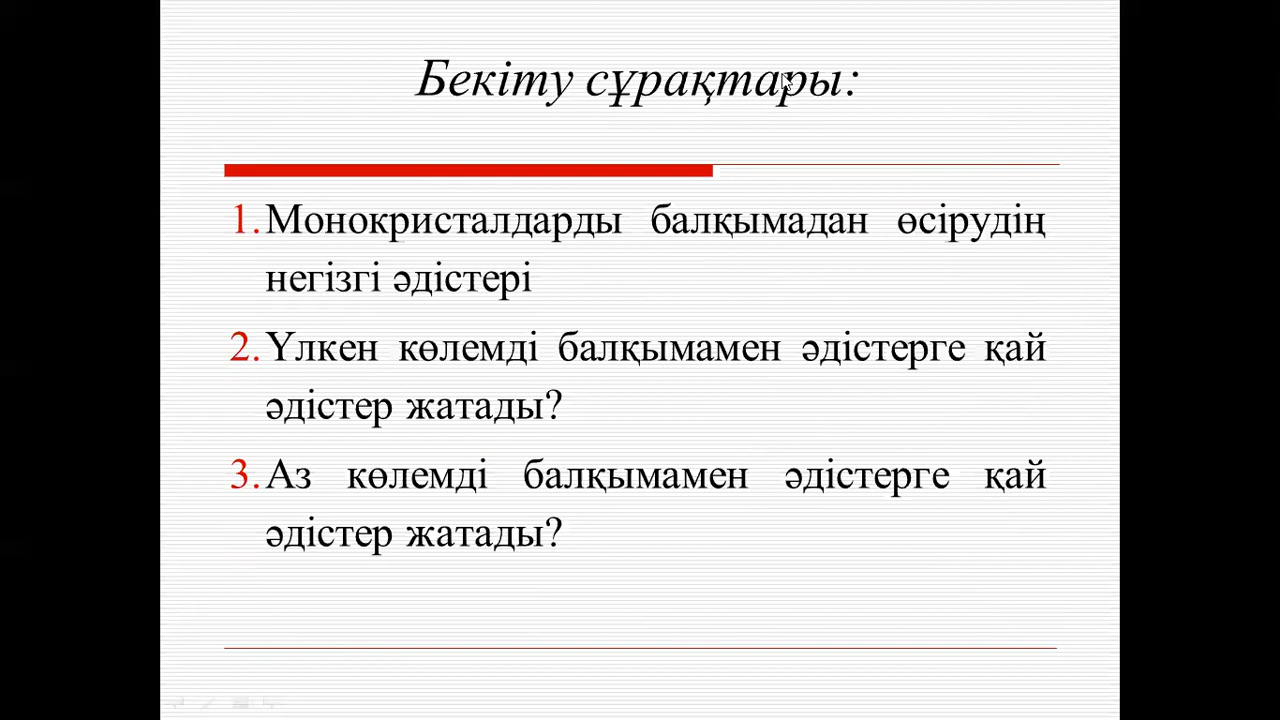 Бекіту сұрақтары:
1. Монокристалдарды балқымадан өсірудің
негізгі әдістері
2. Үлкен көлемді балқымамен әдістерге қай
әдістер жатады?
3. Аз көлемді балқымамен әдістерге қай
әдістер жатады?